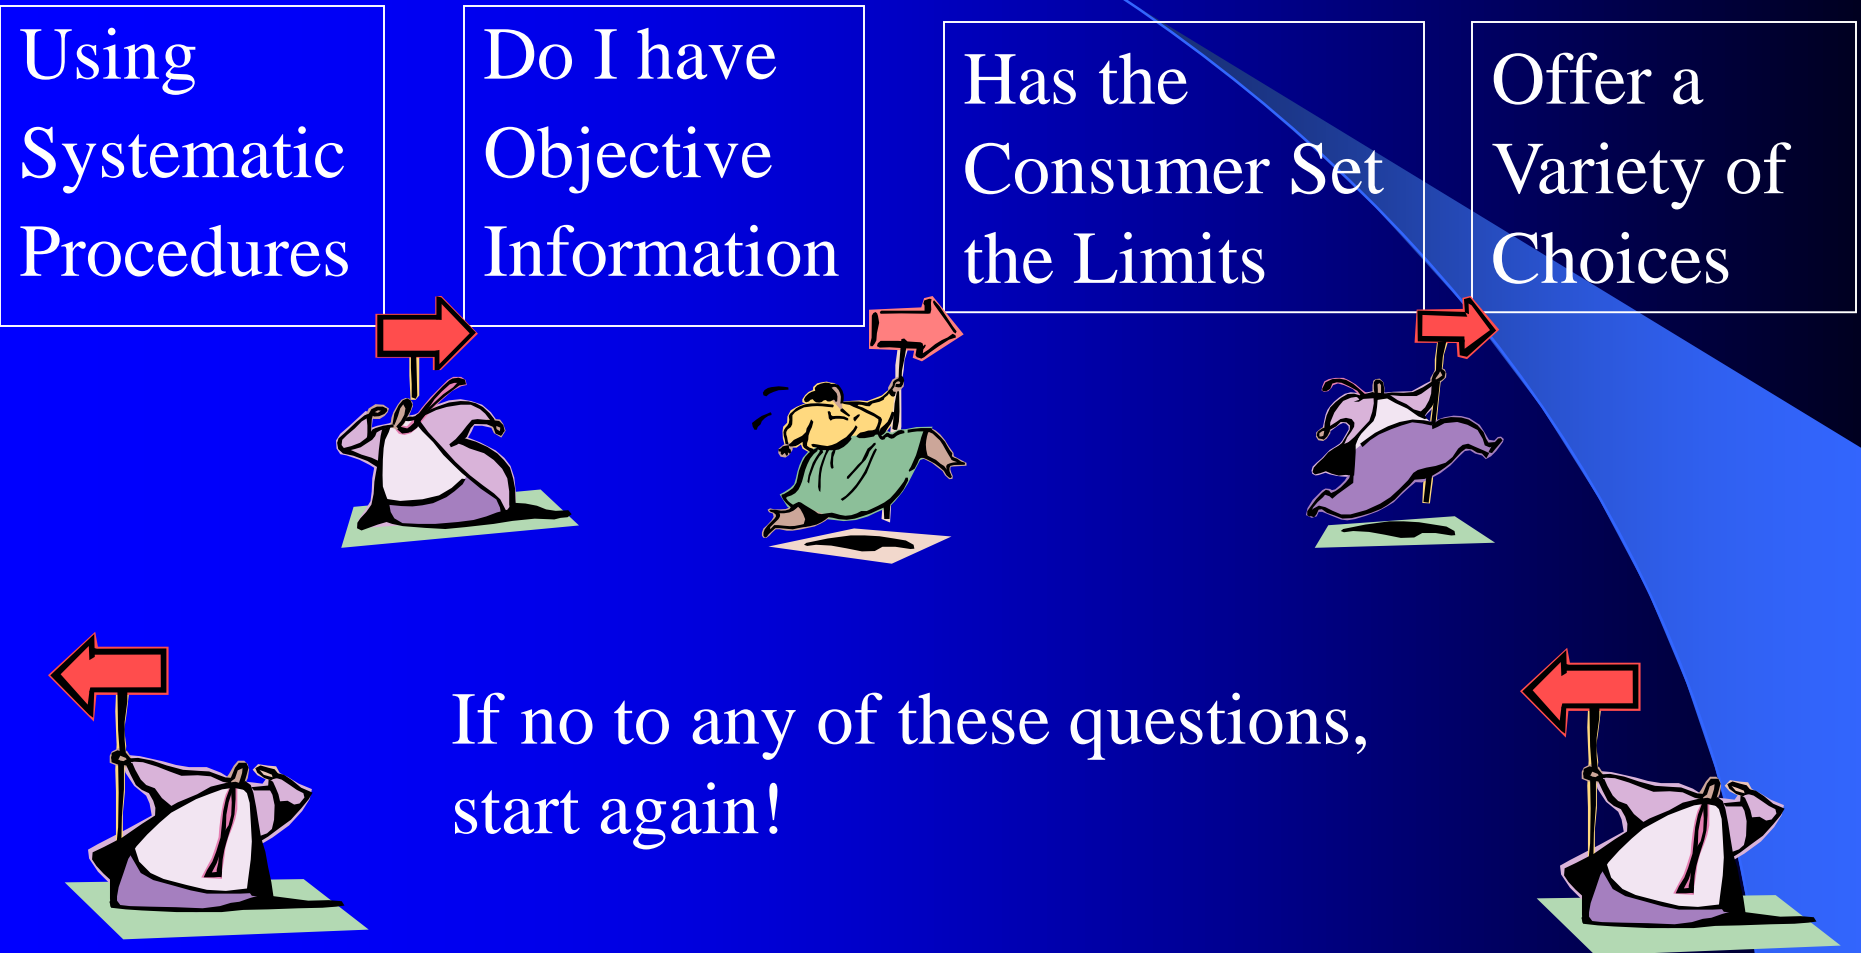 Using
Systematic
Procedures
Do I have
Objective
Information
Has the
Consumer Set
the Limits
Offer a
Variety of
Choices
If no to any of these questions,
start again!